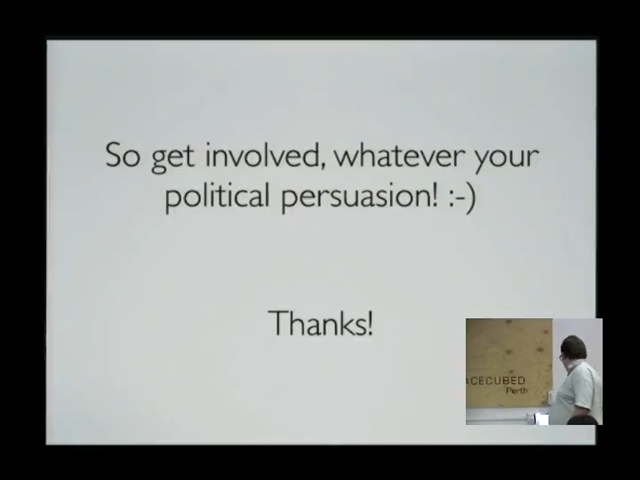 So get involved, whatever your
political persuasion! :-)
Thanks!
ACECUBED
Perth